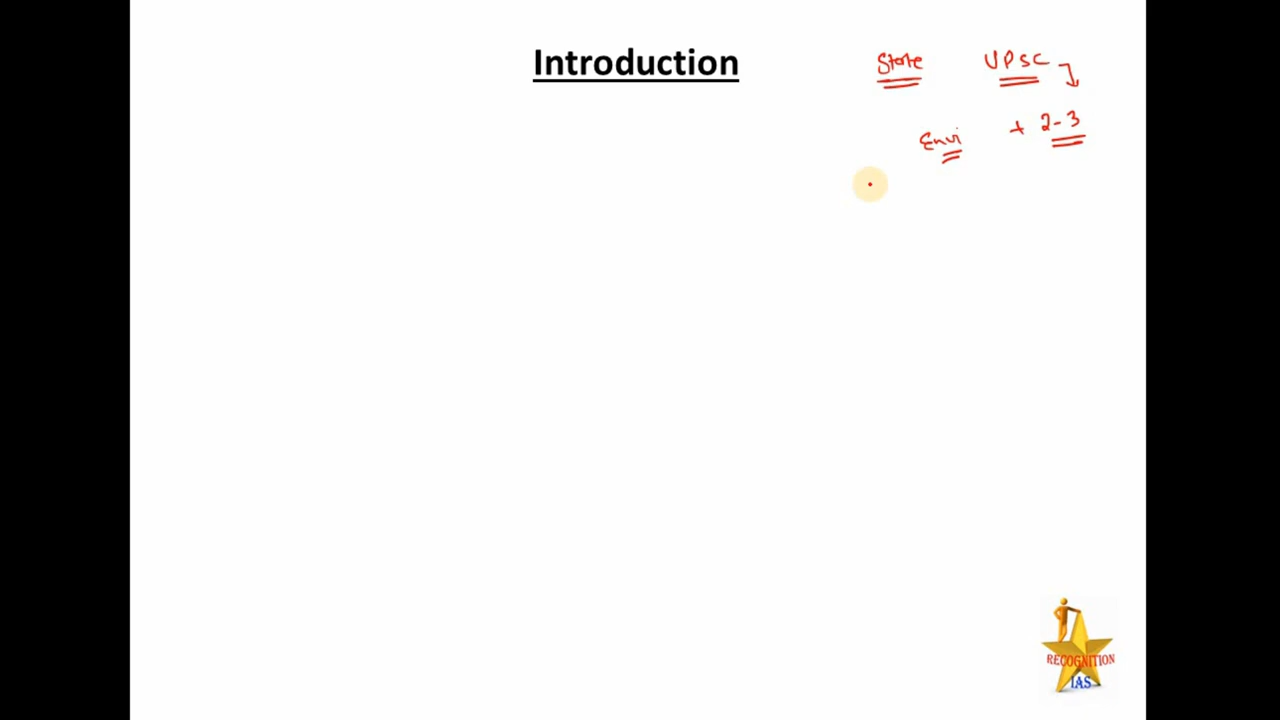 Introduction
State UPSC
Envi + 2-3
RECOGNITION
IAS